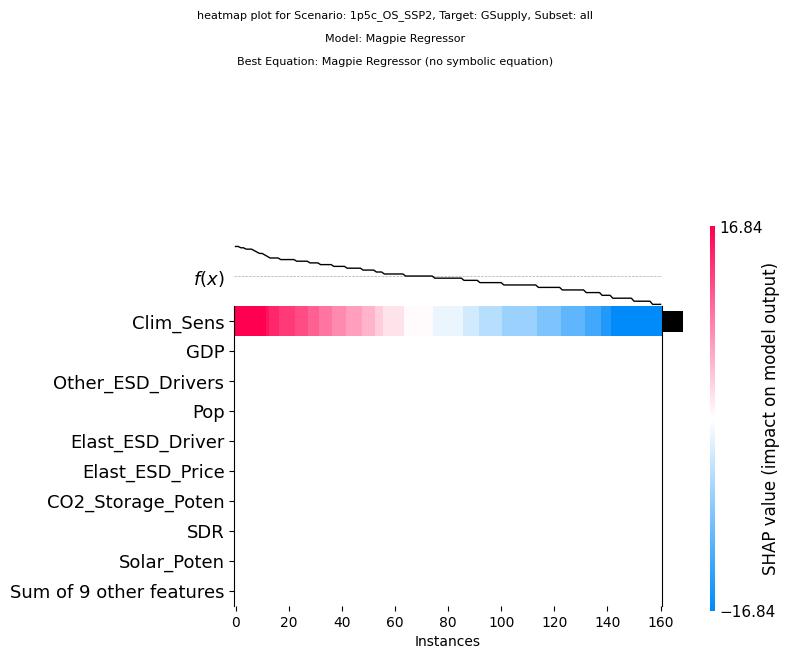 heatmap plot for Scenario: 1p5c_OS_SSP2, Target: GSupply, Subset: all
Model: Magpie Regressor
Best Equation: Magpie Regressor (no symbolic equation)
16.84
f(x)
Clim_Sens
GDP
Other_ESD_Drivers
Pop
Elast_ESD_Driver
Elast_ESD_Price
CO2_Storage_Poten
SDR
Solar_Poten
Sum of 9 other features
SHAP value (impact on model output)
−16.84
0 20 40 60 80 100 120 140 160
Instances